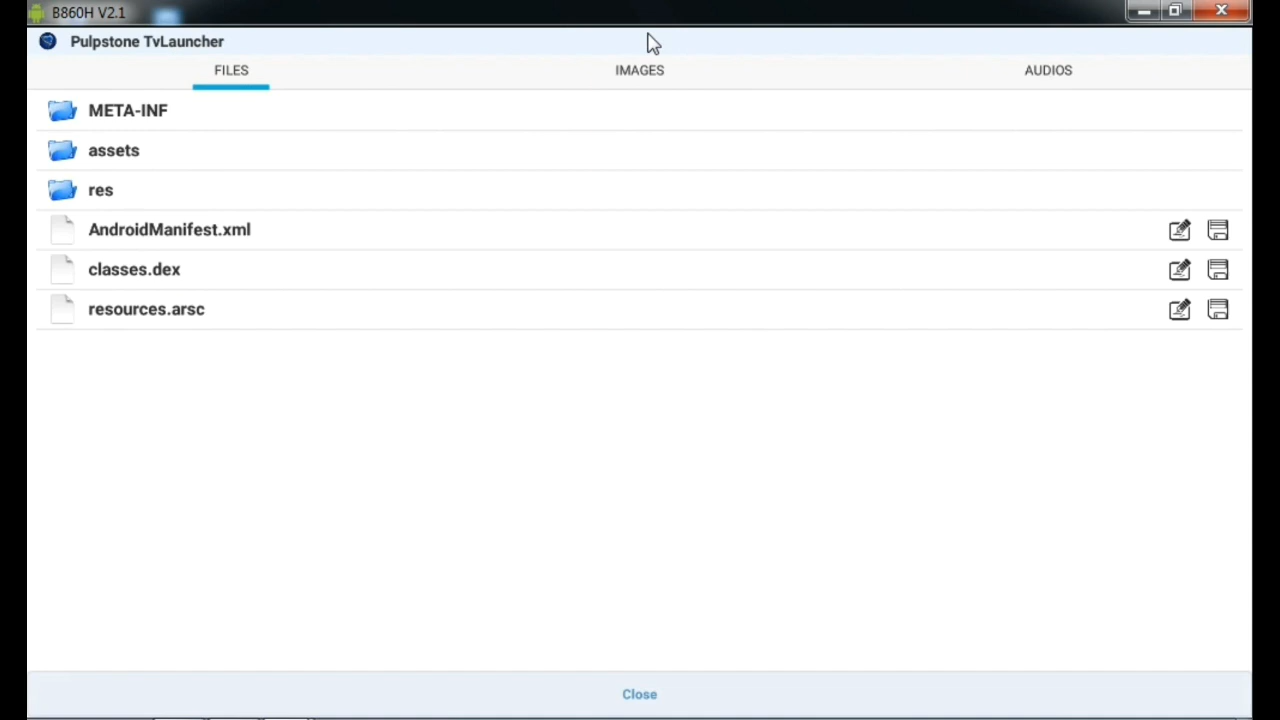 B860H V2.1
Pulpstone TvLauncher
FILES
IMAGES
AUDIOS
META-INF
assets
res
AndroidManifest.xml
classes.dex
resources.arsc
Close